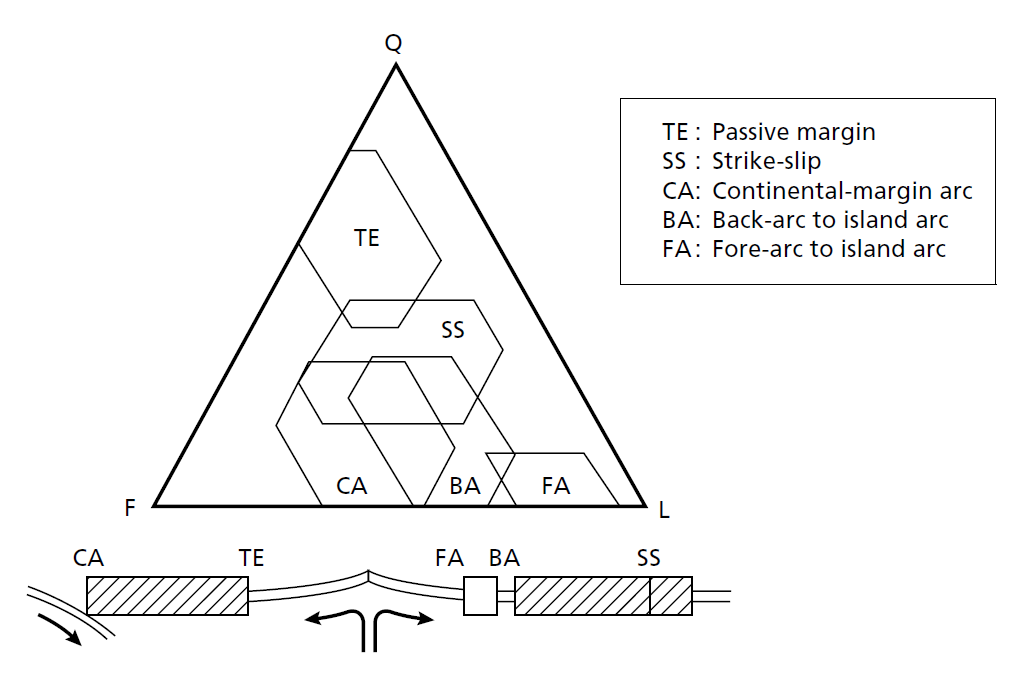 Q
TE : Passive margin
SS : Strike-slip
CA: Continental-margin arc
BA: Back-arc to island arc
FA: Fore-arc to island arc
TE
SS
CA
BA
FA
F
L
CA
TE
FA
BA
SS